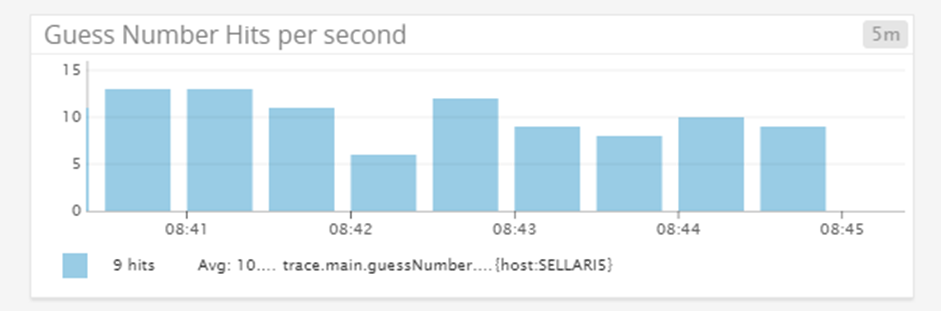 Guess Number Hits per second 5m
15
10
5
0
08:41 08:42 08:43 08:44 08:45
9 hits Avg: 10.... trace.main.guessNumber....{host:SELLARI5}